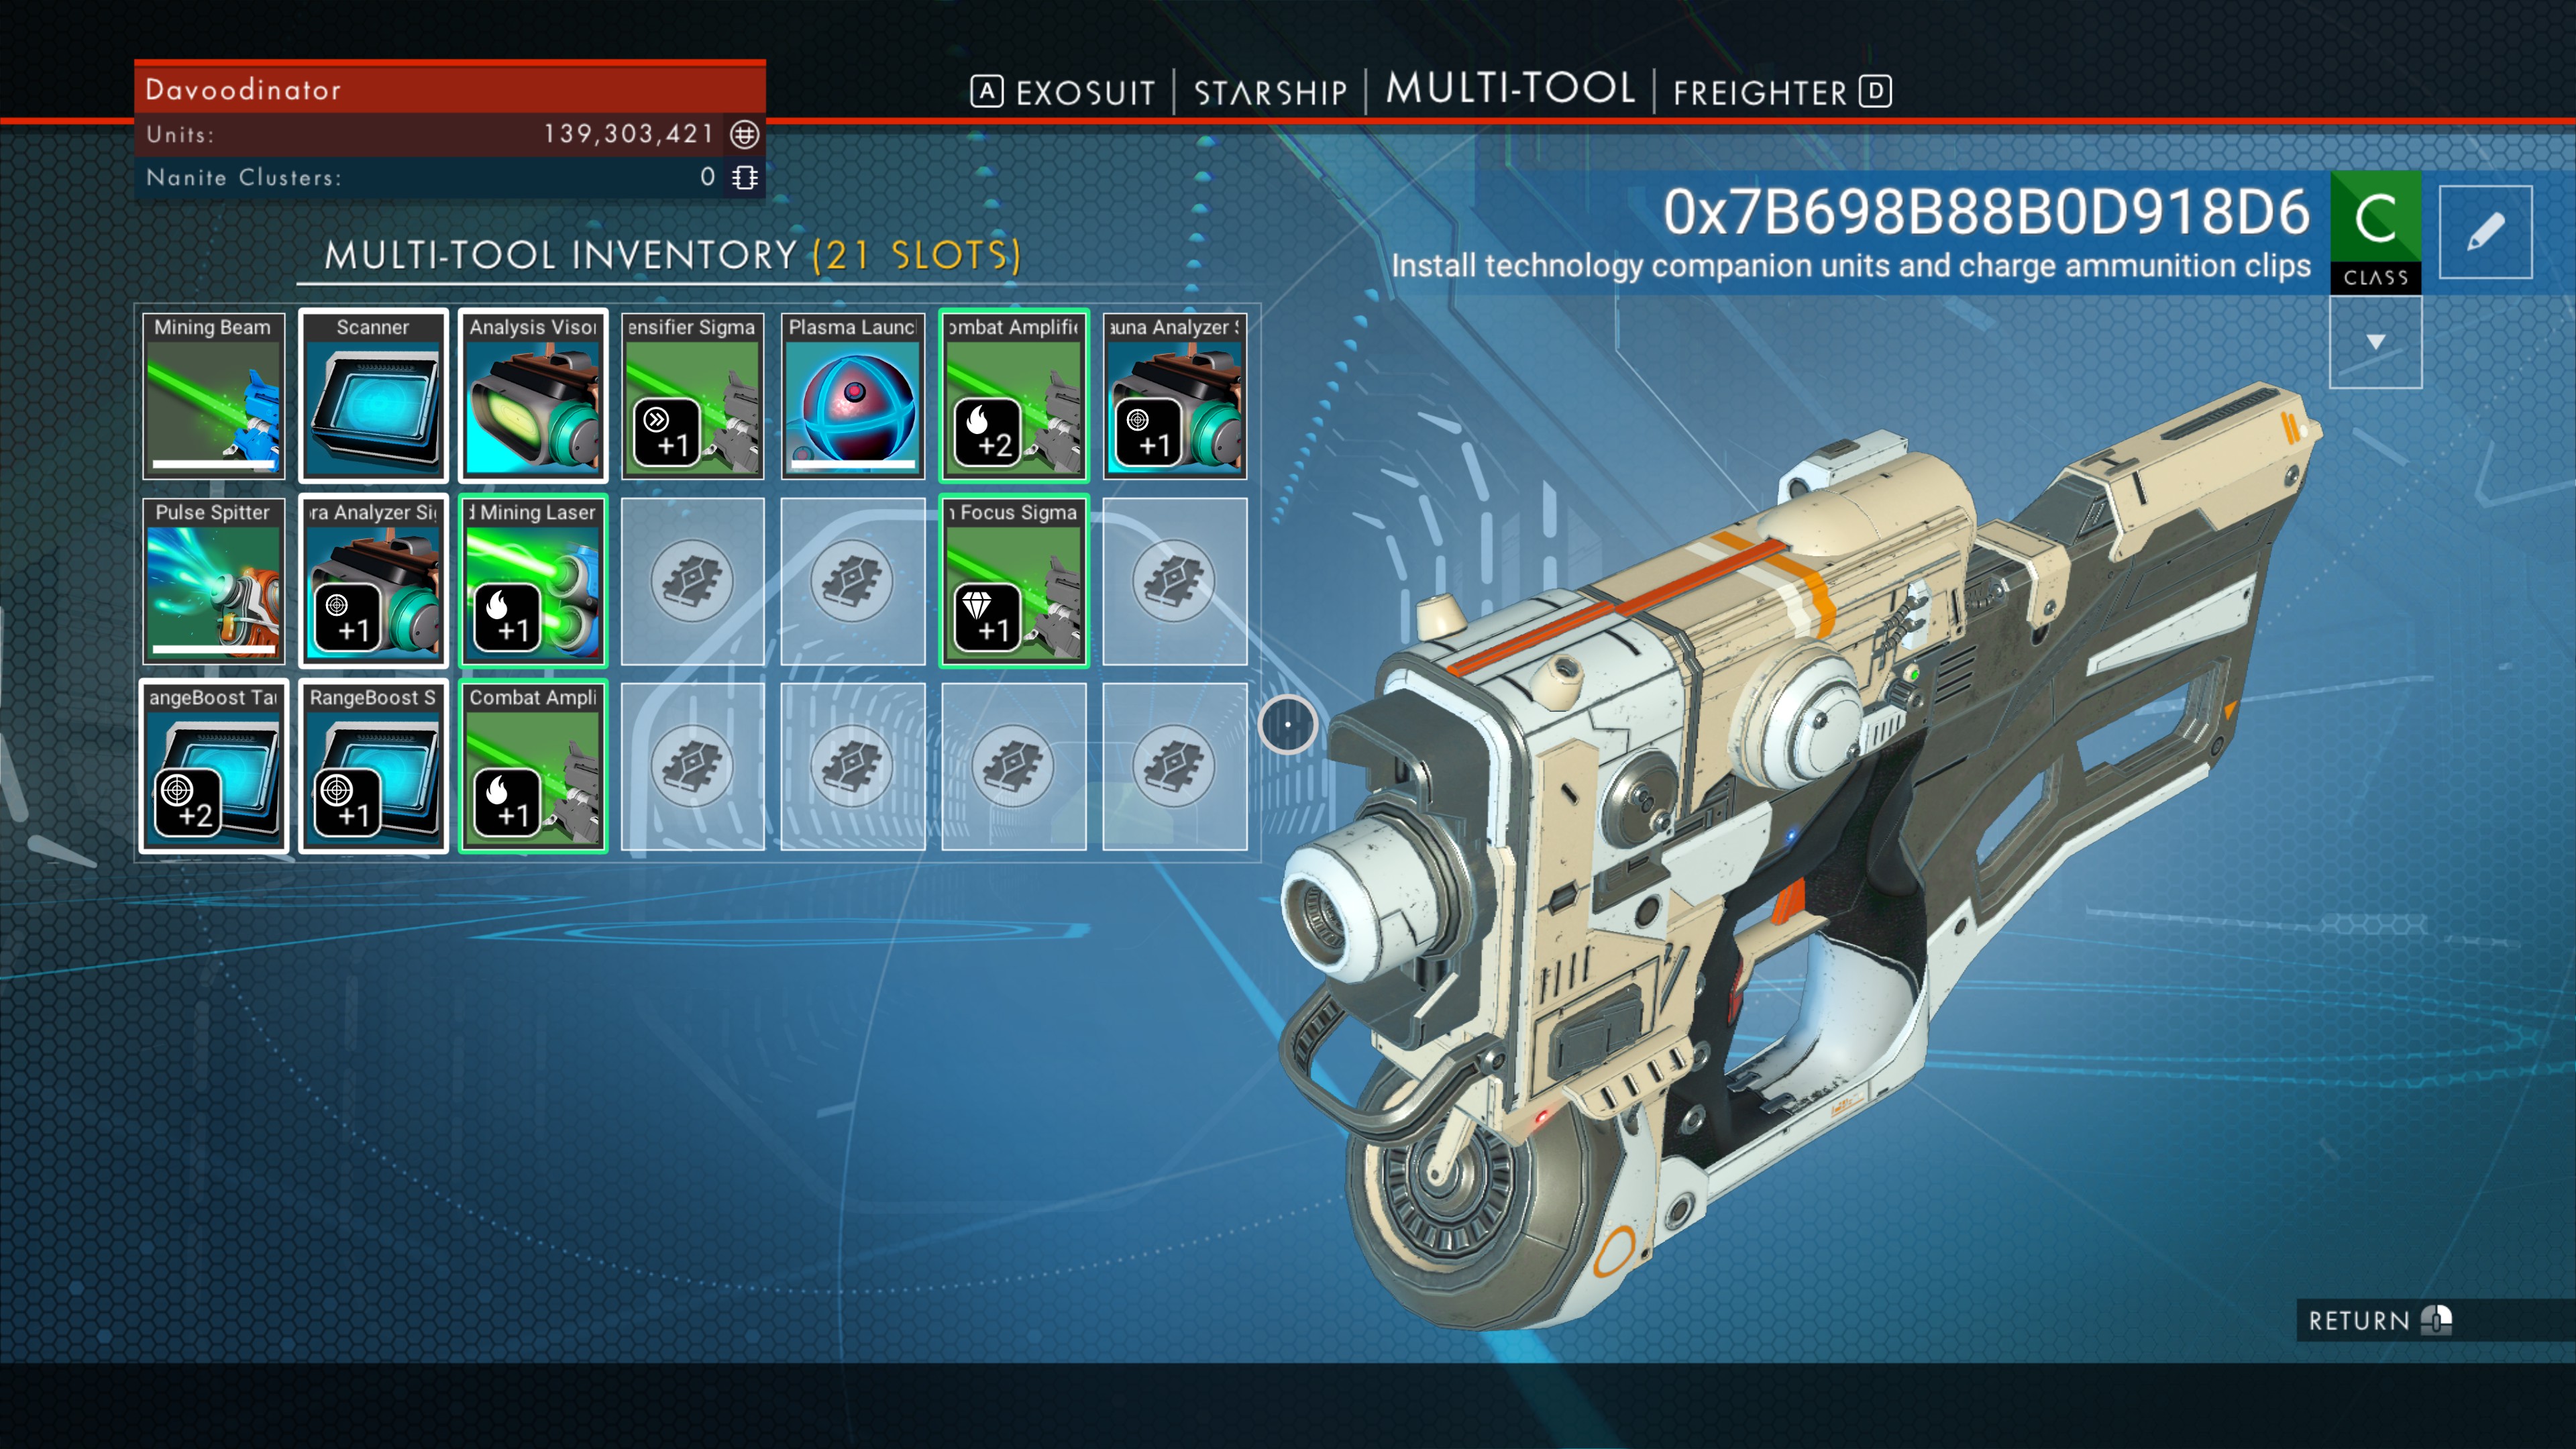 Davoodinator
Units: 139,303,421
Nanite Clusters: 0
A EXOSUIT | STARSHIP | MULTI-TOOL | FREIGHTER D
0x7B698B88B0D918D6
Install technology companion units and charge ammunition clips
C
CLASS
MULTI-TOOL INVENTORY (21 SLOTS)
Mining Beam
Scanner
Analysis Visor
ensifier Sigma
+1
Plasma Launc
ombat Amplifie
+2
auna Analyzer S
+1
Pulse Spitter
ora Analyzer Sig
+1
d Mining Laser
+1
n Focus Sigma
+1
angeBoost Tau
+2
RangeBoost S
+1
Combat Ampli
+1
RETURN